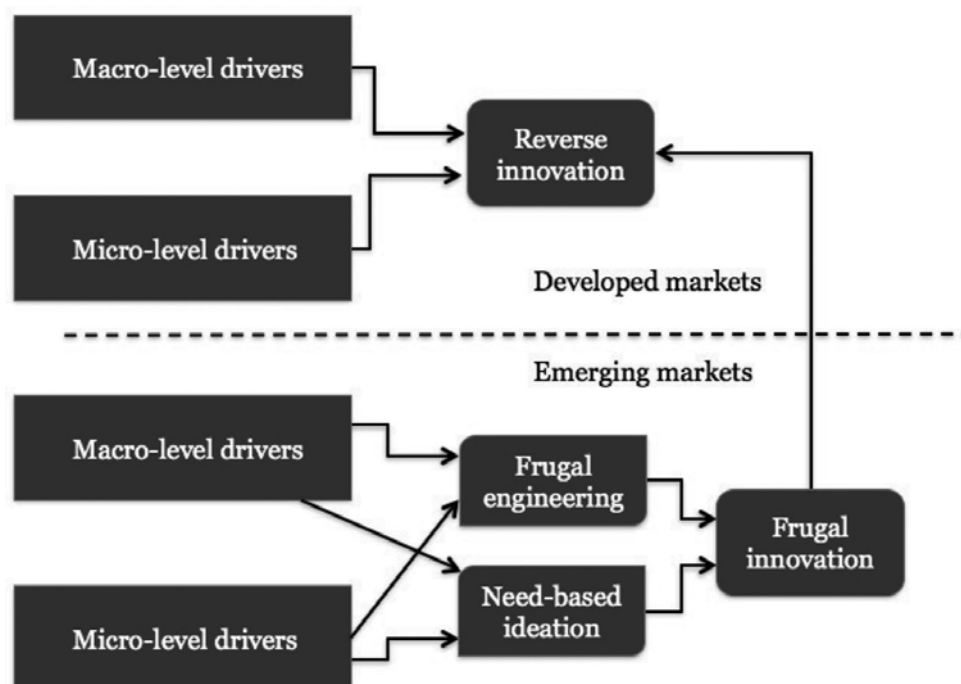 Macro-level drivers
Reverse
innovation
Micro-level drivers
Developed markets
Emerging markets
Macro-level drivers
Frugal
engineering
Frugal
innovation
Need-based
ideation
Micro-level drivers